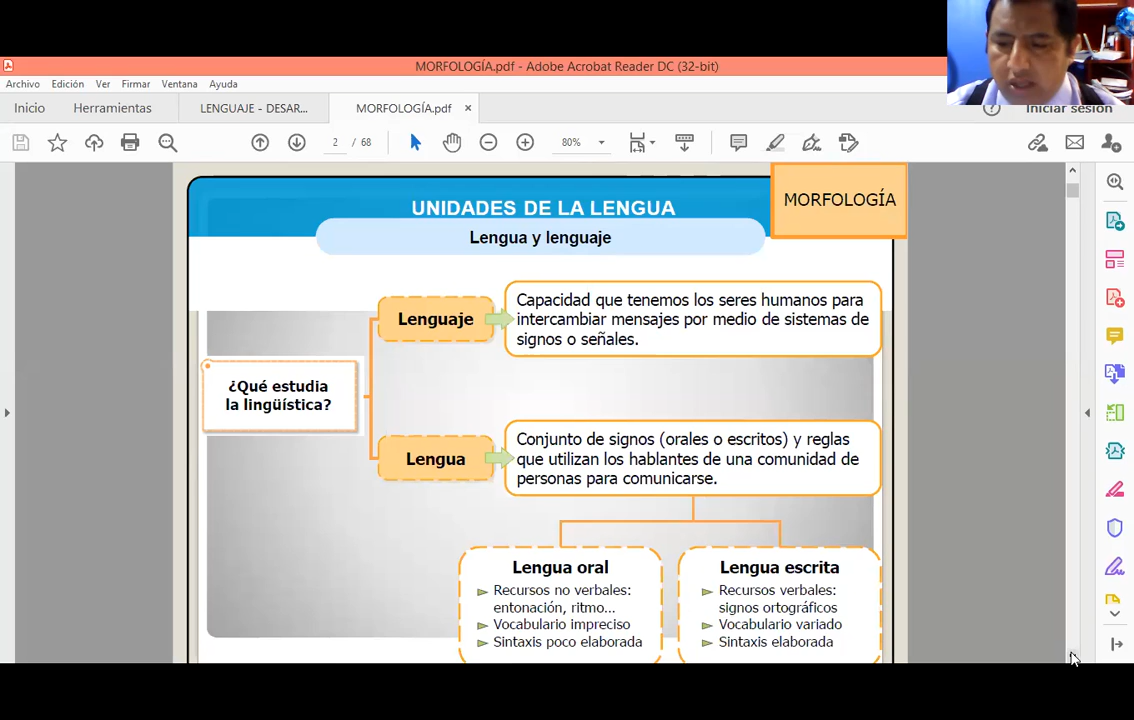 MORFOLOGÍA.pdf - Adobe Acrobat Reader DC (32-bit)
Archivo Edición Ver Firmar Ventana Ayuda
Inicio Herramientas LENGUAJE - DESAR... MORFOLOGÍA.pdf × Iniciar sesión
2 / 68 80%
MORFOLOGÍA
UNIDADES DE LA LENGUA
Lengua y lenguaje
¿Qué estudia
la lingüística?
Lenguaje
Capacidad que tenemos los seres humanos para
intercambiar mensajes por medio de sistemas de
signos o señales.
Lengua
Conjunto de signos (orales o escritos) y reglas
que utilizan los hablantes de una comunidad de
personas para comunicarse.
Lengua oral
Recursos no verbales:
entonación, ritmo...
Vocabulario impreciso
Sintaxis poco elaborada
Lengua escrita
Recursos verbales:
signos ortográficos
Vocabulario variado
Sintaxis elaborada